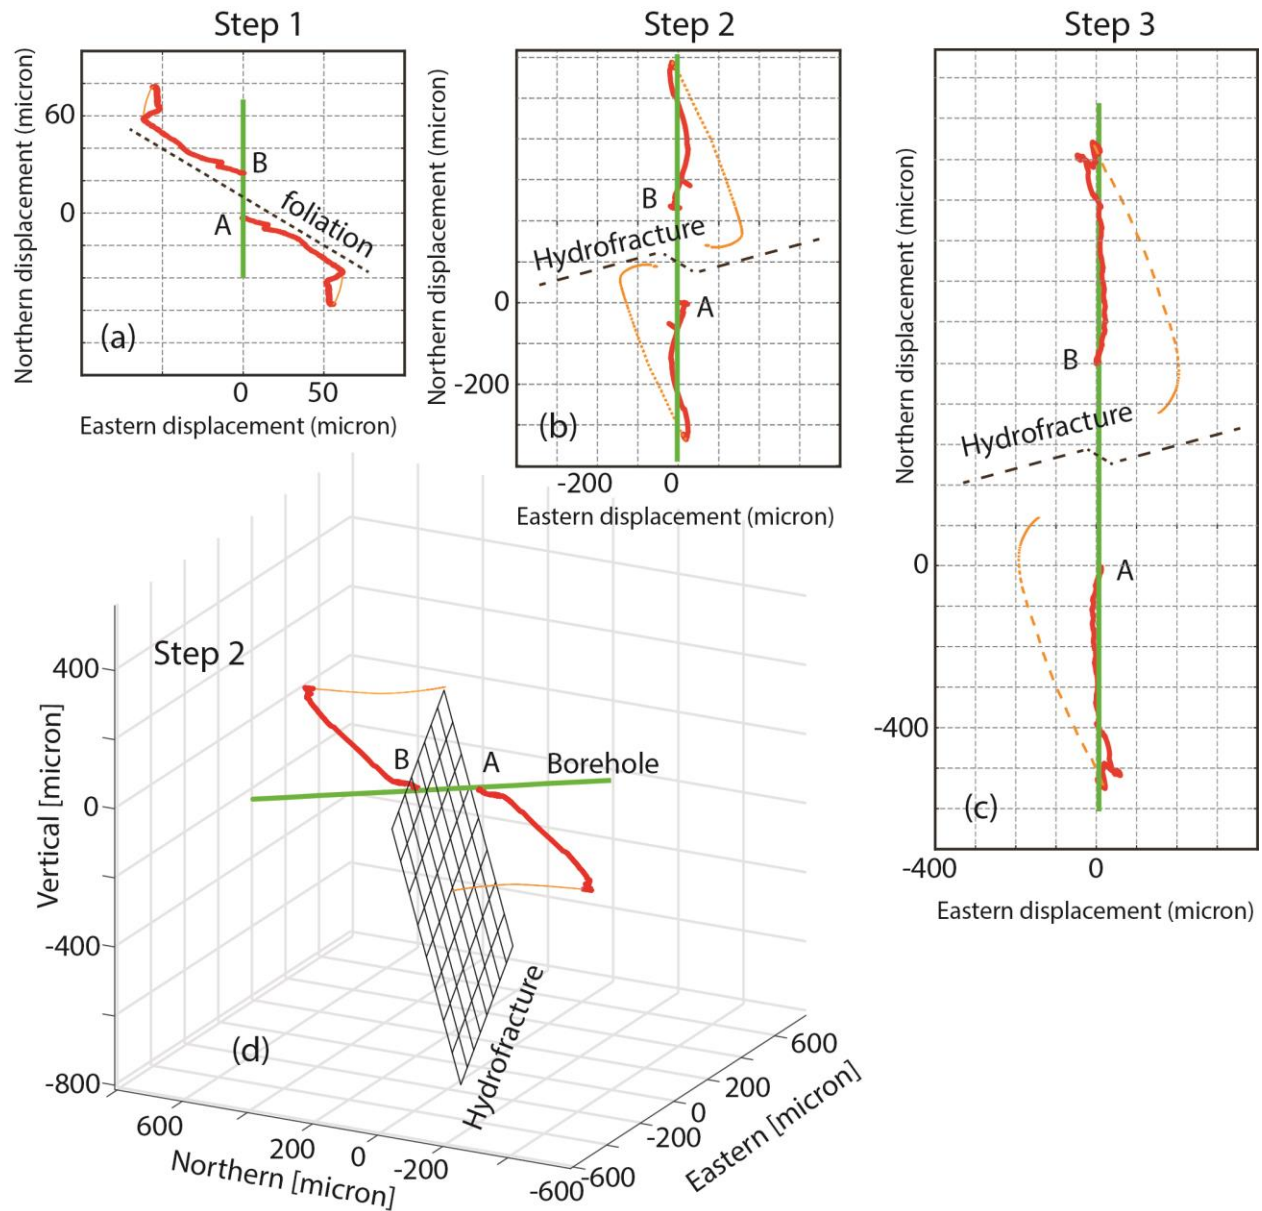 Step 1
Northern displacement (micron)
60
0
B
A
foliation
(a)
0
50
Eastern displacement (micron)
Step 2
Northern displacement (micron)
B
Hydrofracture
A
0
-200
(b)
-200
0
Eastern displacement (micron)
Step 3
Northern displacement (micron)
B
Hydrofracture
0
A
-400
(c)
-400
0
Eastern displacement (micron)
Step 2
Vertical [micron]
400
0
-400
-800
B
A
Borehole
Hydrofracture
(d)
600
200
0
-200
-600
Northern [micron]
-600
-200
0
200
600
Eastern [micron]